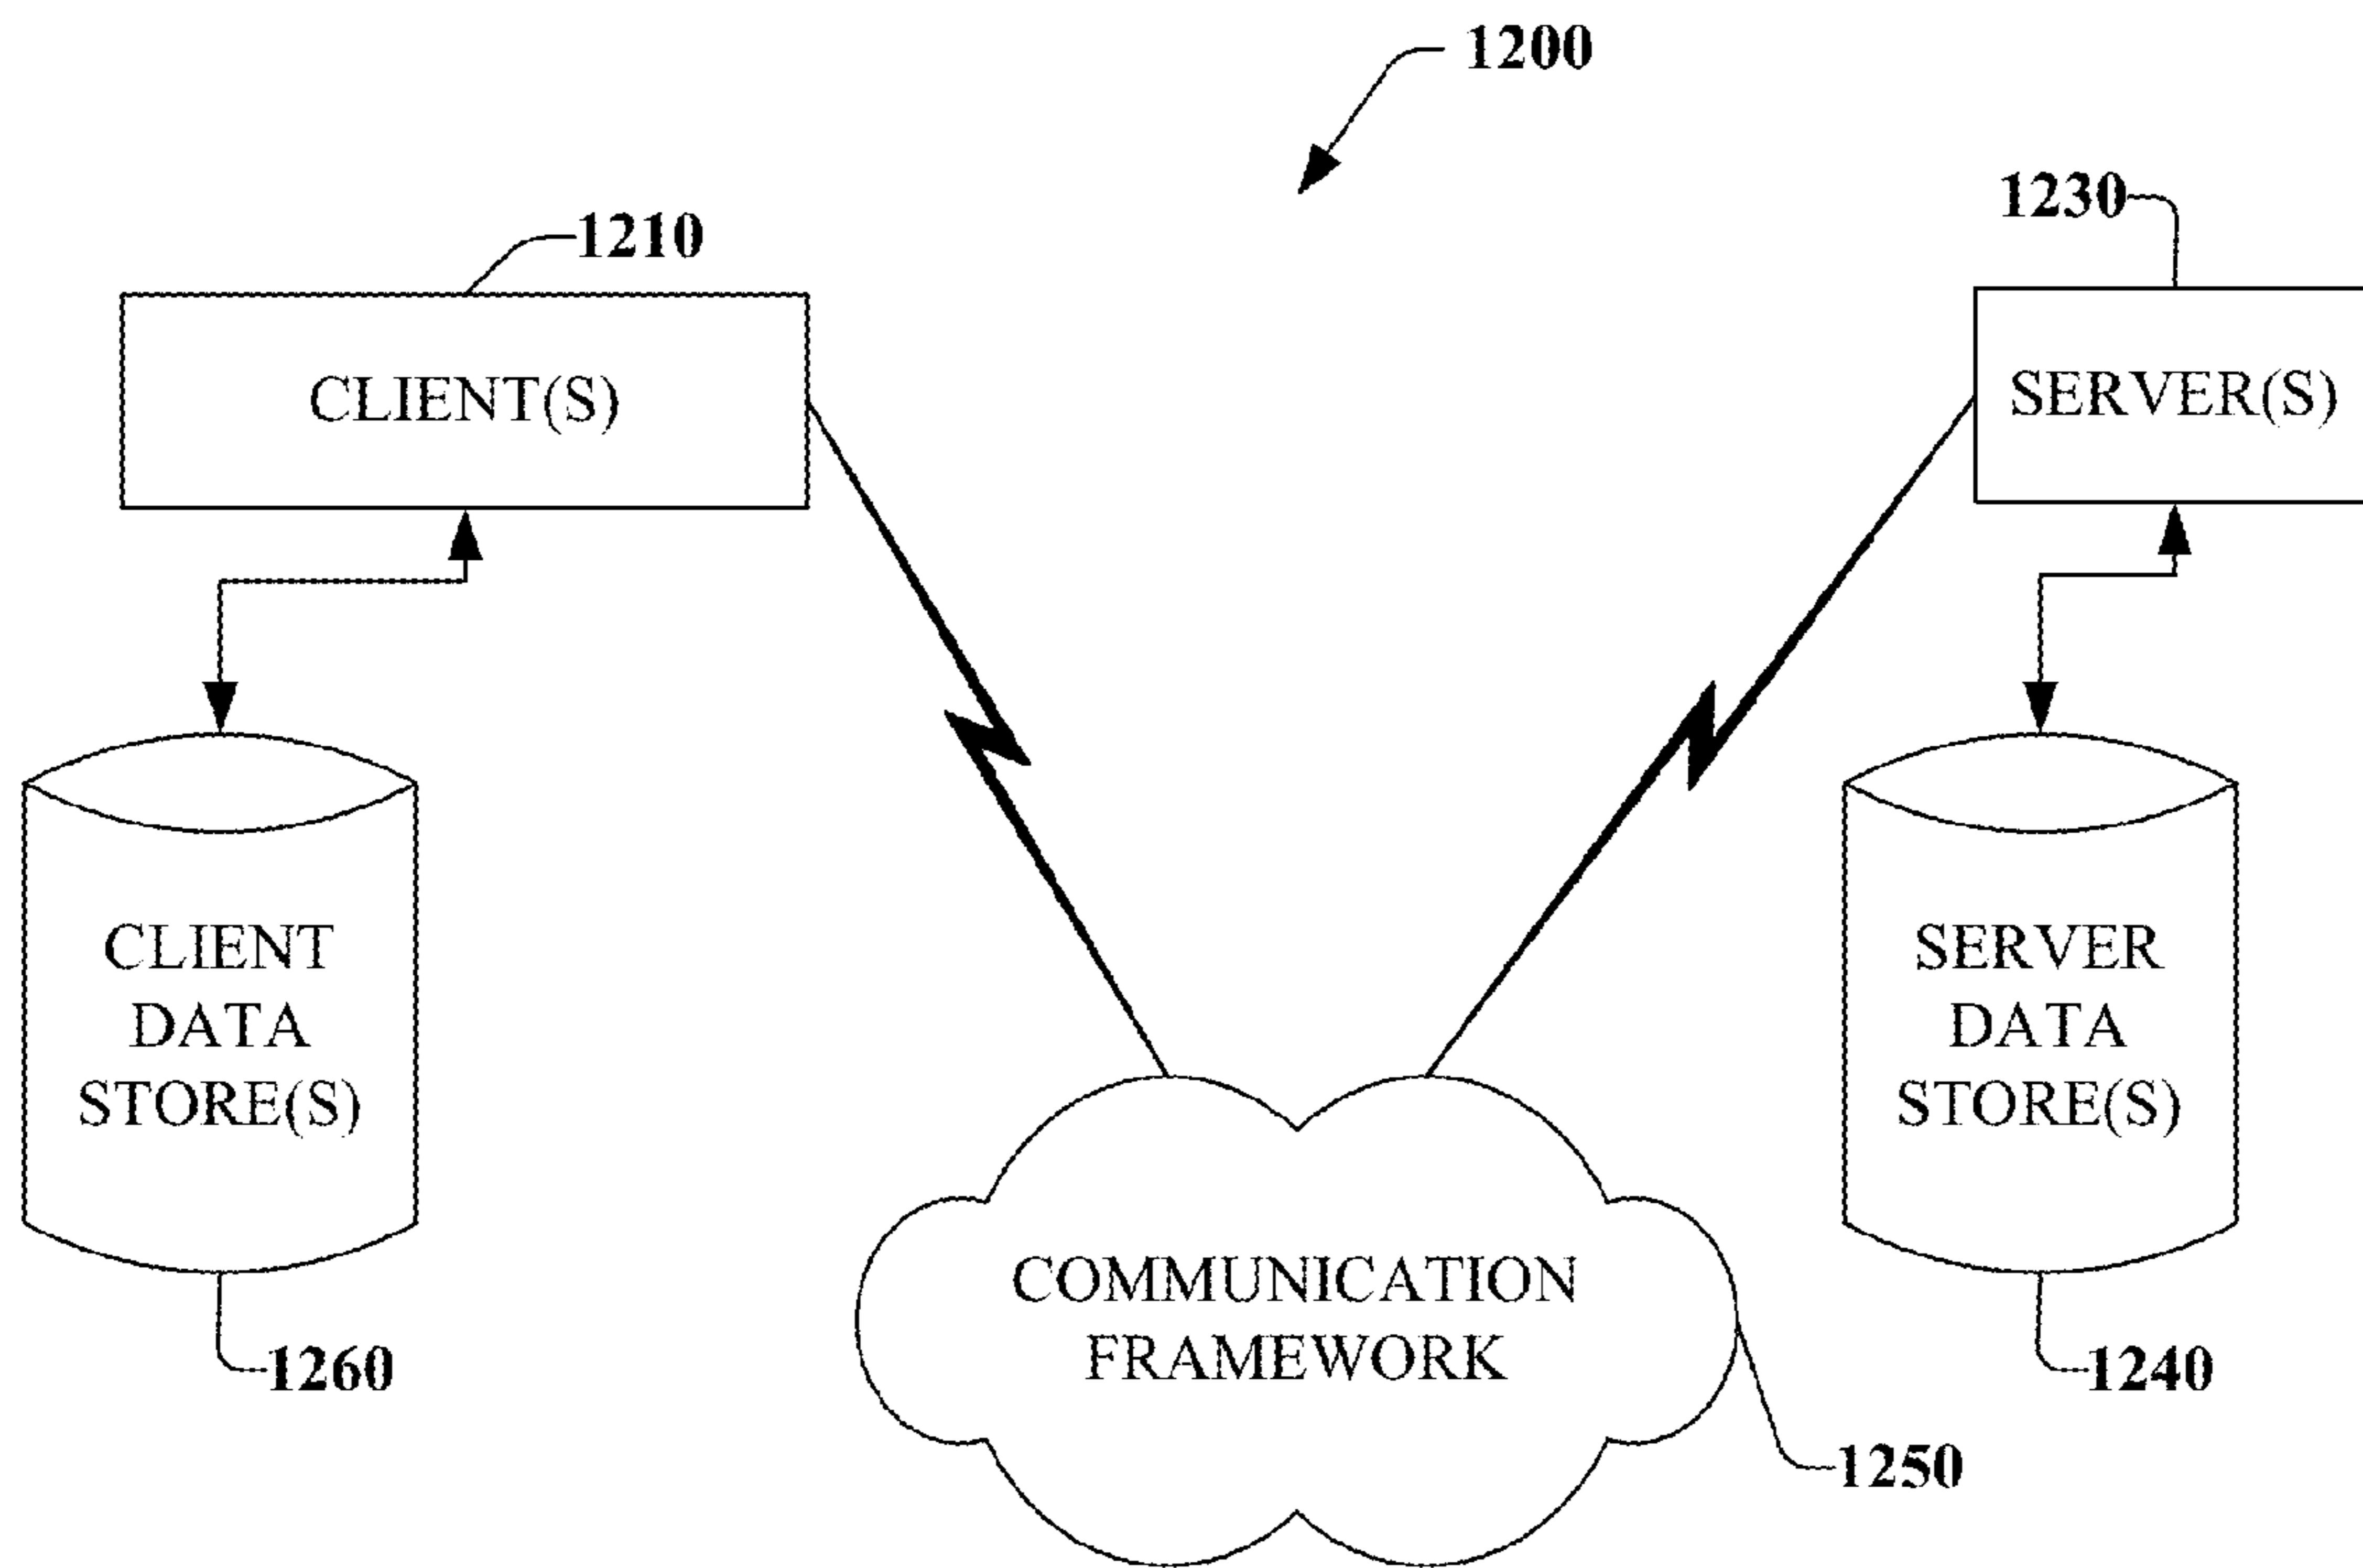 1200
1210
1230
CLIENT(S)
SERVER(S)
CLIENT
DATA
STORE(S)
SERVER
DATA
STORE(S)
COMMUNICATION
FRAMEWORK
1260
1240
1250